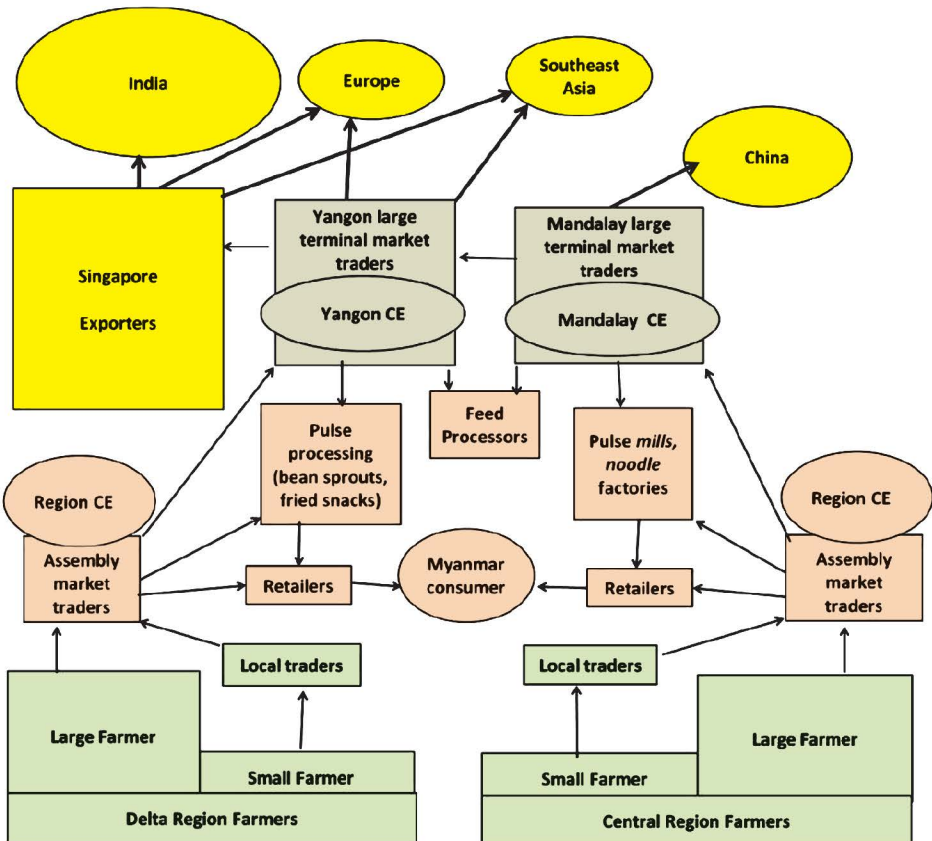 India
Europe
Southeast
Asia
China
Singapore
Exporters
Yangon large
terminal market
traders
Yangon CE
Mandalay large
terminal market
traders
Mandalay CE
Feed
Processors
Pulse
processing
(bean sprouts,
fried snacks)
Pulse mills,
noodle
factories
Region CE
Assembly
market
traders
Region CE
Assembly
market
traders
Retailers
Myanmar
consumer
Retailers
Local traders
Local traders
Large Farmer
Small Farmer
Delta Region Farmers
Large Farmer
Small Farmer
Central Region Farmers